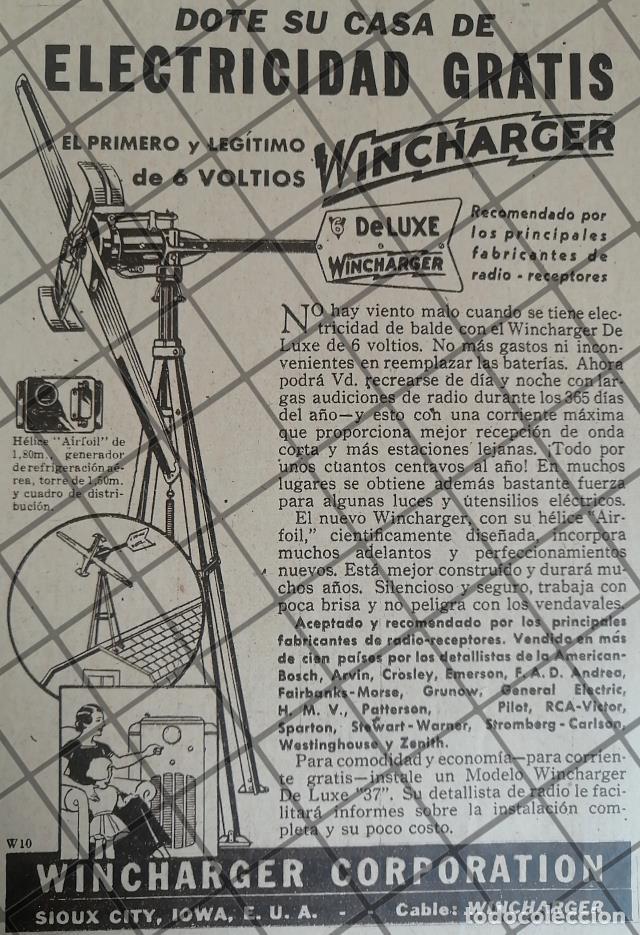 DOTE SU CASA DE
ELECTRICIDAD GRATIS
EL PRIMERO y LEGÍTIMO
de 6 VOLTIOS
WINCHARGER
DeLUXE
WINCHARGER
Recomendado por
los principales
fabricantes de
radio-receptores
NO hay viento malo cuando se tiene elec-
tricidad de balde con el Wincharger De
Luxe de 6 voltios. No más gastos ni incon-
venientes en reemplazar las baterías. Ahora
podrá Vd. recrearse de día y noche con lar-
gas audiciones de radio durante los 365 días
del año—y esto con una corriente máxima
que proporciona mejor recepción de onda
corta y más estaciones lejanas. ¡Todo por
unos cuantos centavos al año! En muchos
lugares se obtiene además bastante fuerza
para algunas luces y útensilios eléctricos.
El nuevo Wincharger, con su hélice "Air-
foil," científicamente diseñada, incorpora
muchos adelantos y perfeccionamientos
nuevos. Está mejor construído y durará mu-
chos años. Silencioso y seguro, trabaja con
poca brisa y no peligra con los vendavales.
Aceptado y recomendado por los principales
fabricantes de radio-receptores. Vendido en más
de cien países por los detallistas de la American-
Bosch, Arvin, Crosley, Emerson, F. A. D. Andrea,
Fairbanks-Morse, Grunow, General Electric,
H. M. V., Patterson, Pilot, RCA-Victor,
Sparton, Stewart-Warner, Stromberg-Carlson,
Westinghouse y Zenith.
Para comodidad y economía—para corrien-
te gratis—instale un Modelo Wincharger
De Luxe "37". Su detallista de radio le faci-
litará informes sobre la instalación com-
pleta y su poco costo.
Hélice "Airfoil" de
1,80m., generador
de refrigeración aé-
rea, torre de 1,50m.
y cuadro de distri-
bución.
W10
WINCHARGER CORPORATION
SIOUX CITY, IOWA, E. U. A. - - Cable: WINCHARGER
todocoleccion